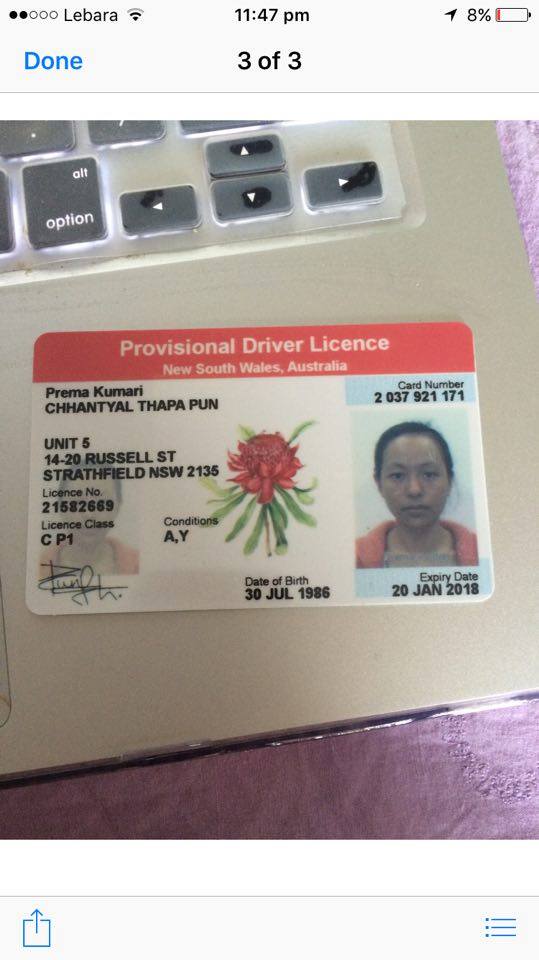 Lebara
11:47 pm
8%
Done
3 of 3
alt
option
Provisional Driver Licence
New South Wales, Australia
Prema Kumari
CHHANTYAL THAPA PUN
Card Number
2 037 921 171
UNIT 5
14-20 RUSSELL ST
STRATHFIELD NSW 2135
Licence No.
21582669
Licence Class
C P1
Conditions
A,Y
Date of Birth
30 JUL 1986
Expiry Date
20 JAN 2018